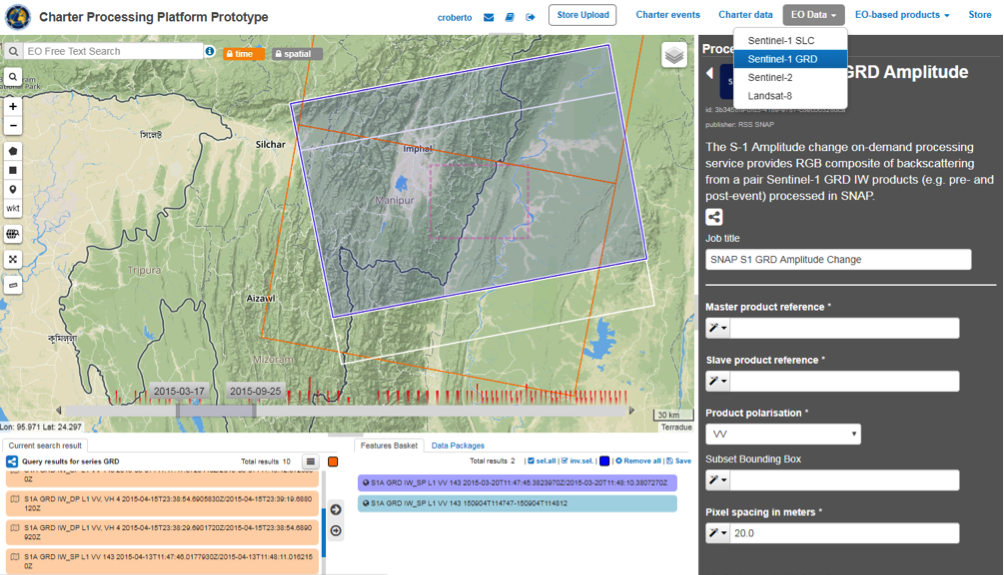 Charter Processing Platform Prototype
croberto
Store Upload
Charter events
Charter data
EO Data
EO-based products
Store
Sentinel-1 SLC
Sentinel-1 GRD
Sentinel-2
Landsat-8
EO Free Text Search
time
spatial
wkt
সিলেট
Silchar
Imphal
Manipur
Tripura
Aizawl
কুমিল্লা
Mizoram
2015-03-17
2015-09-25
30 km
Terradue
Lon: 95.971 Lat: 24.297
GRD Amplitude
publisher: RSS SNAP
The S-1 Amplitude change on-demand processing
service provides RGB composite of backscattering
from a pair Sentinel-1 GRD IW products (e.g. pre- and
post-event) processed in SNAP.
Job title
SNAP S1 GRD Amplitude Change
Master product reference *
Slave product reference *
Product polarisation *
VV
Subset Bounding Box
Pixel spacing in meters *
20.0
Current search result
Query results for series GRD
Total results 10
0Z
S1A GRD IW_DP L1 VV, VH 4 2015-04-15T23:38:54.6905830Z/2015-04-15T23:39:19.6880
120Z
S1A GRD IW_DP L1 VV, VH 4 2015-04-15T23:38:29.6901720Z/2015-04-15T23:38:54.6890
920Z
S1A GRD IW_SP L1 VV 143 2015-04-13T11:47:46.0177930Z/2015-04-13T11:48:11.016215
0Z
Features Basket
Data Packages
Total results 2
sel.all
inv.sel.
Remove all
Save
S1A GRD IW_SP L1 VV 143 2015-03-20T11:47:45.3823970Z/2015-03-20T11:48:10.3807270Z
S1A GRD IW_SP L1 VV 143 150904T114747-150904T114812